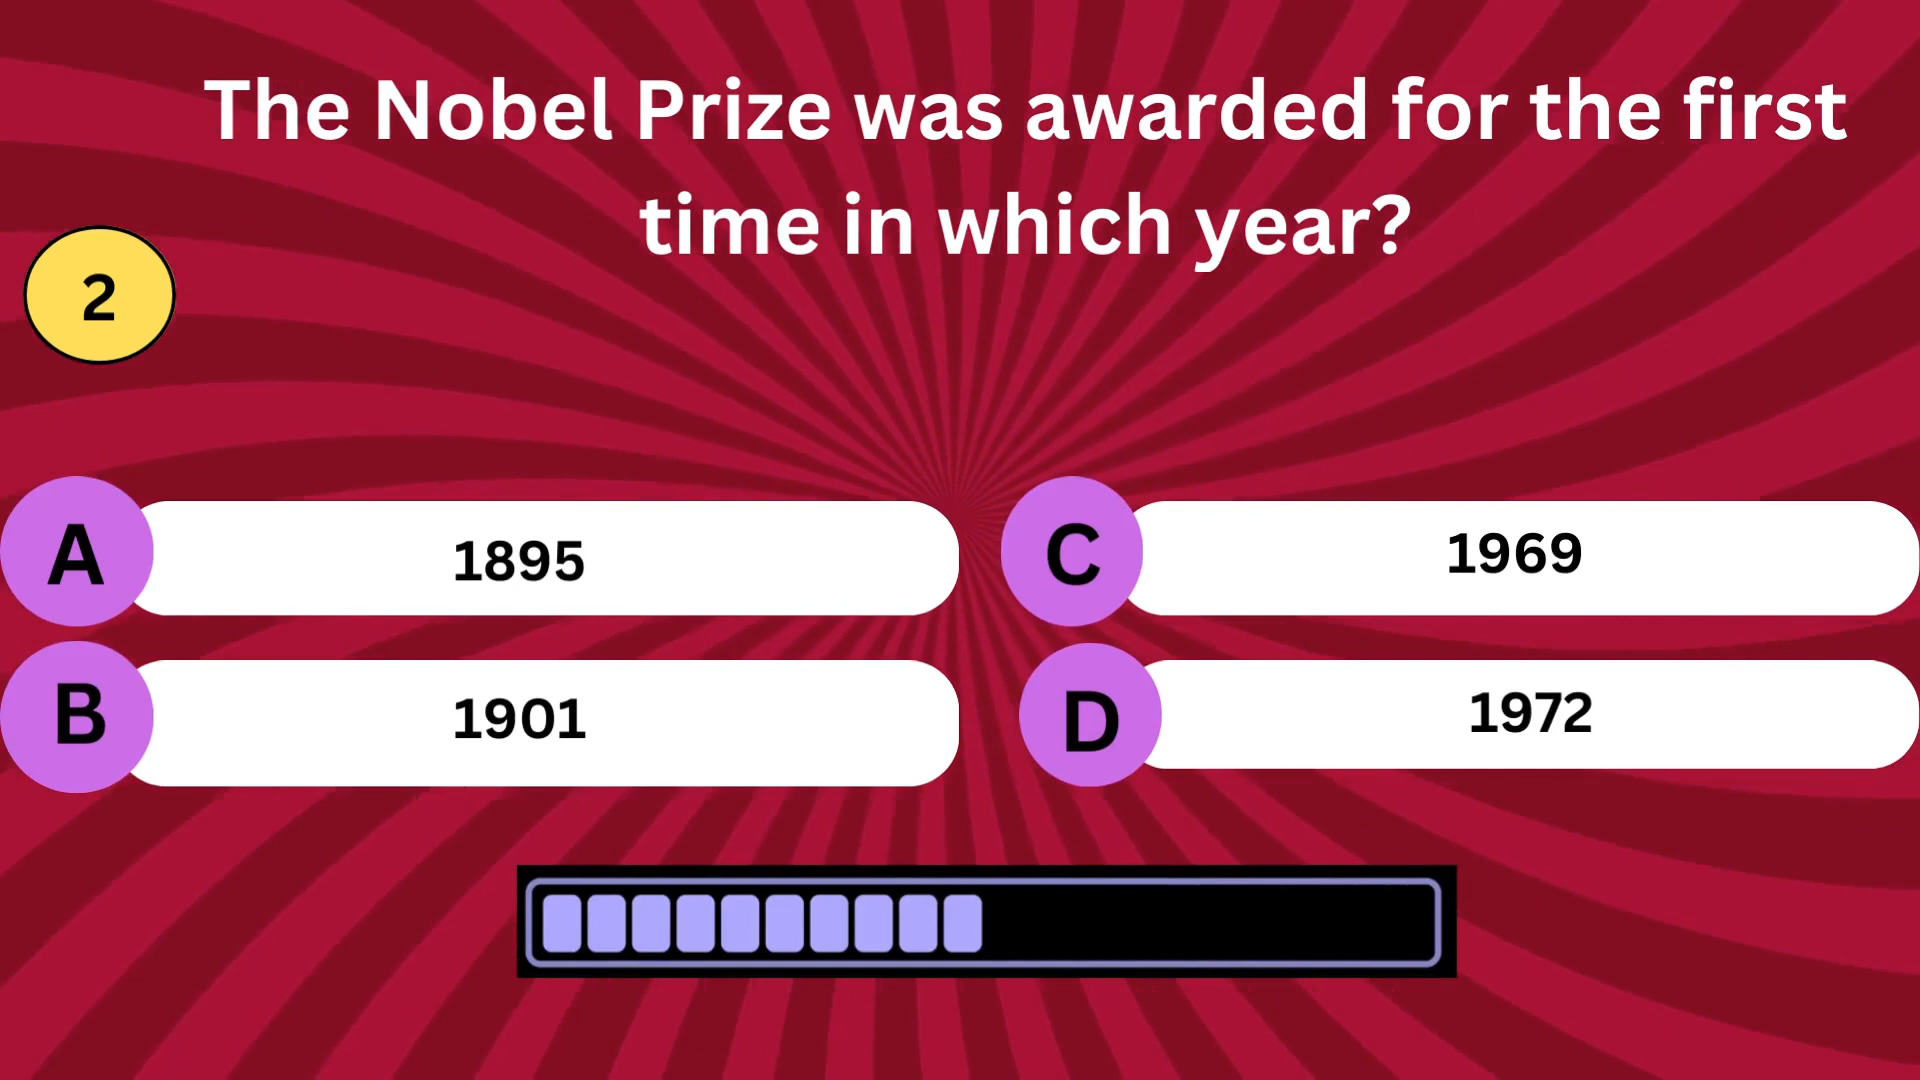 The Nobel Prize was awarded for the first
time in which year?
2
A
1895
B
1901
C
1969
D
1972